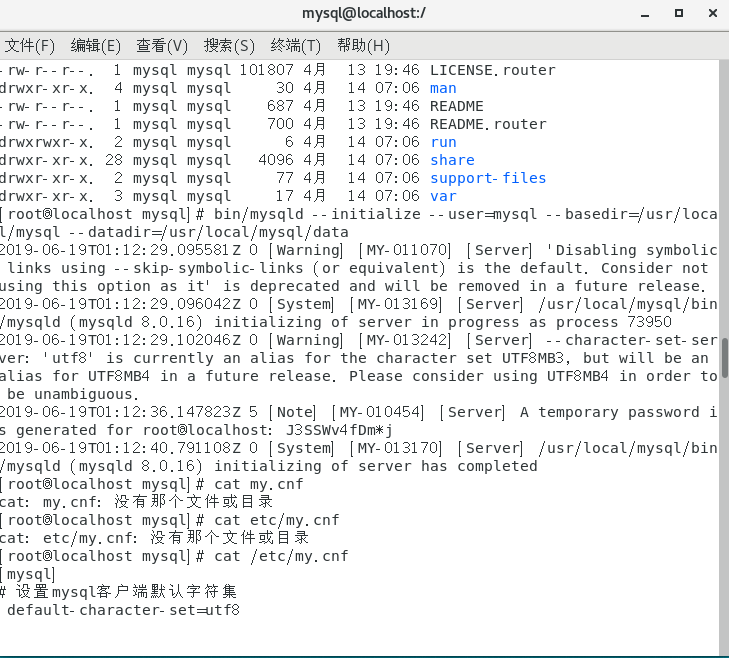 mysql@localhost:/
文件(F) 编辑(E) 查看(V) 搜索(S) 终端(T) 帮助(H)
-rw-r--r--. 1 mysql mysql 101807 4月 13 19:46 LICENSE.router
drwxr-xr-x. 4 mysql mysql 30 4月 14 07:06 man
-rw-r--r--. 1 mysql mysql 687 4月 13 19:46 README
-rw-r--r--. 1 mysql mysql 700 4月 13 19:46 README.router
drwxrwxr-x. 2 mysql mysql 6 4月 14 07:06 run
drwxr-xr-x. 28 mysql mysql 4096 4月 14 07:06 share
drwxr-xr-x. 2 mysql mysql 77 4月 14 07:06 support-files
drwxr-xr-x. 3 mysql mysql 17 4月 14 07:06 var
[root@localhost mysql]# bin/mysqld --initialize --user=mysql --basedir=/usr/loca
l/mysql --datadir=/usr/local/mysql/data
2019-06-19T01:12:29.095581Z 0 [Warning] [MY-011070] [Server] 'Disabling symbolic
links using --skip-symbolic-links (or equivalent) is the default. Consider not
using this option as it' is deprecated and will be removed in a future release.
2019-06-19T01:12:29.096042Z 0 [System] [MY-013169] [Server] /usr/local/mysql/bin
/mysqld (mysqld 8.0.16) initializing of server in progress as process 73950
2019-06-19T01:12:29.102046Z 0 [Warning] [MY-013242] [Server] --character-set-ser
ver: 'utf8' is currently an alias for the character set UTF8MB3, but will be an
alias for UTF8MB4 in a future release. Please consider using UTF8MB4 in order to
be unambiguous.
2019-06-19T01:12:36.147823Z 5 [Note] [MY-010454] [Server] A temporary password i
s generated for root@localhost: J3SSWv4fDm*j
2019-06-19T01:12:40.791108Z 0 [System] [MY-013170] [Server] /usr/local/mysql/bin
/mysqld (mysqld 8.0.16) initializing of server has completed
[root@localhost mysql]# cat my.cnf
cat: my.cnf: 没有那个文件或目录
[root@localhost mysql]# cat etc/my.cnf
cat: etc/my.cnf: 没有那个文件或目录
[root@localhost mysql]# cat /etc/my.cnf
[mysql]
# 设置mysql客户端默认字符集
default-character-set=utf8